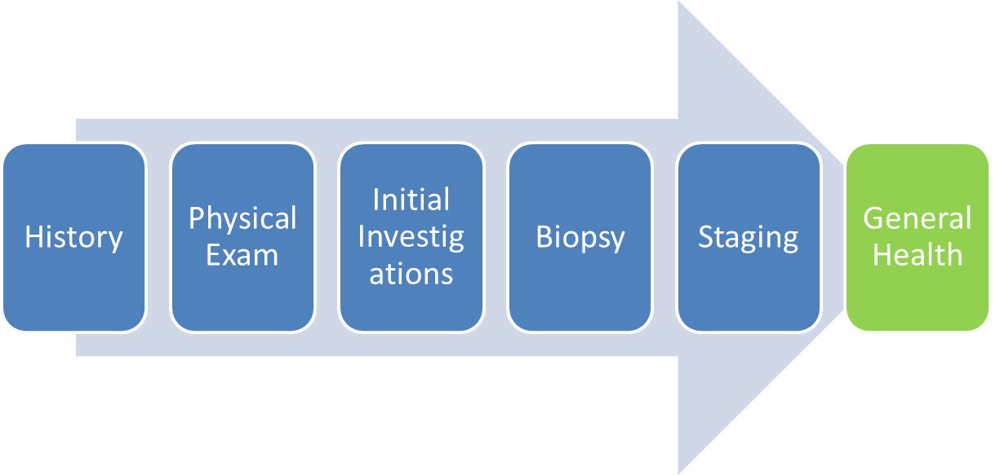 History
Physical
Exam
Initial
Investig
ations
Biopsy
Staging
General
Health